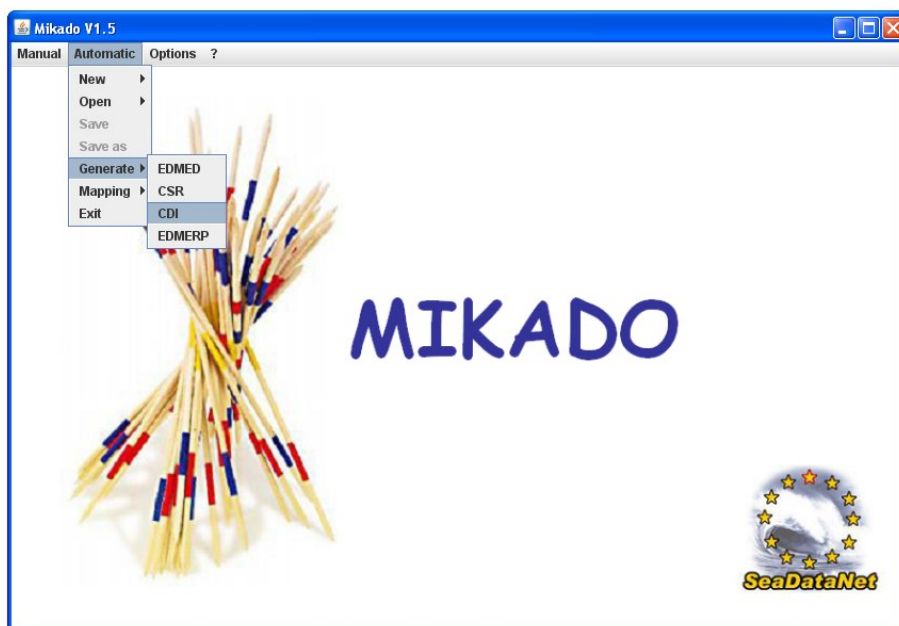 Mikado V1.5
Manual Automatic Options ?
New
Open
Save
Save as
Generate EDMED
Mapping CSR
Exit CDI
EDMERP
MIKADO
SeaDataNet